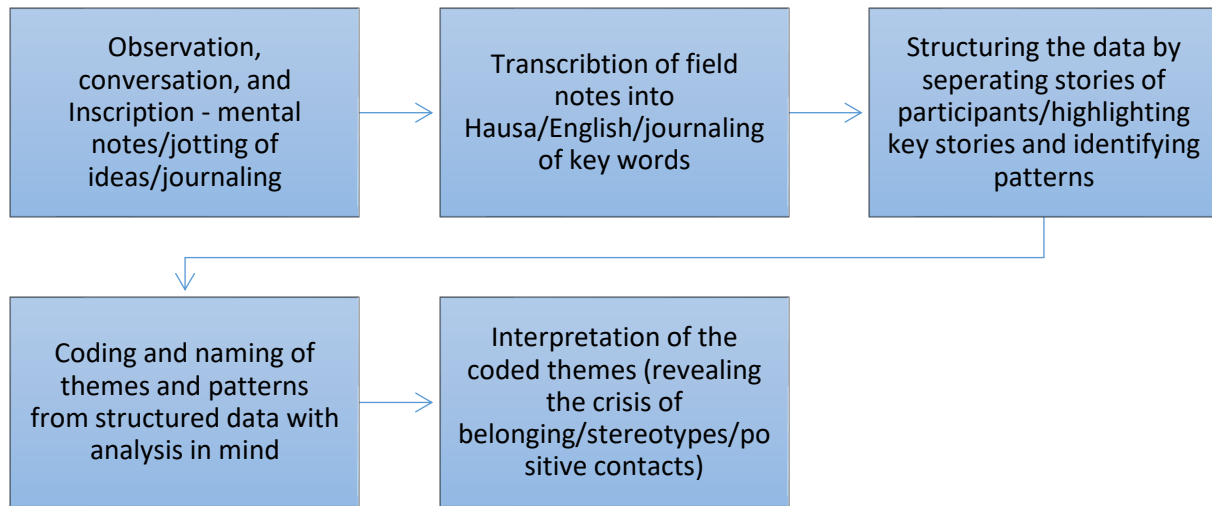 Observation,
conversation, and
Inscription - mental
notes/jotting of
ideas/journaling
Transcribtion of field
notes into
Hausa/English/journaling
of key words
Structuring the data by
seperating stories of
participants/highlighting
key stories and identifying
patterns
Coding and naming of
themes and patterns
from structured data with
analysis in mind
Interpretation of the
coded themes (revealing
the crisis of
belonging/stereotypes/po
sitive contacts)